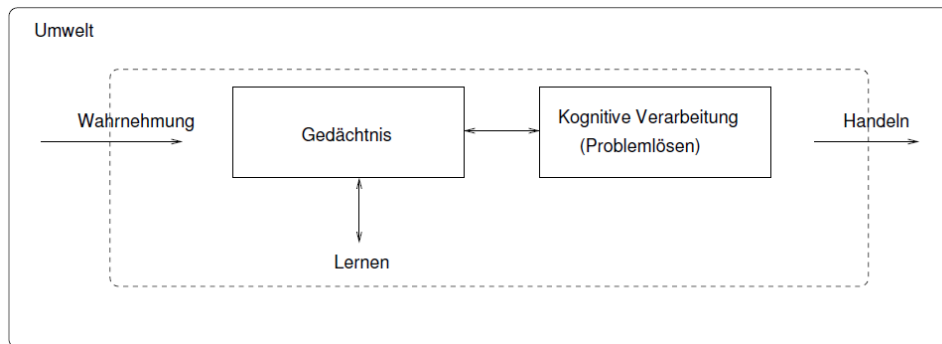 Umwelt
Wahrnehmung
Gedächtnis
Kognitive Verarbeitung
(Problemlösen)
Handeln
Lernen